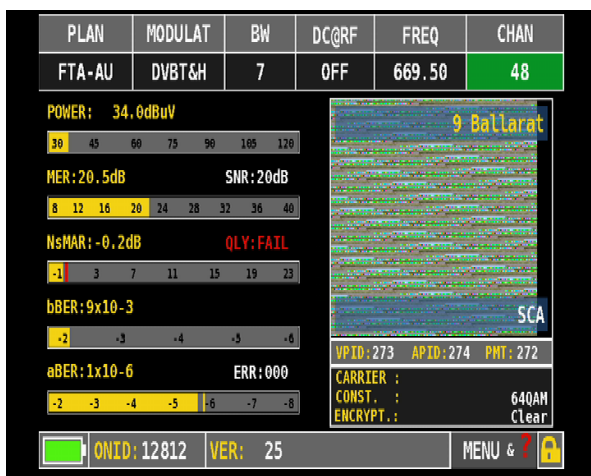 PLAN MODULAT BW DC@RF FREQ CHAN
FTA-AU DVBT&H 7 OFF 669.50 48
POWER: 34.0dBuV
30 45 60 75 90 105 120
MER:20.5dB SNR:20dB
8 12 16 20 24 28 32 36 40
NsMAR:-0.2dB QLY:FAIL
-1 3 7 11 15 19 23
bBER:9x10-3
-2 -3 -4 -5 -6
aBER:1x10-6 ERR:000
-2 -3 -4 -5 -6 -7 -8
9 Ballarat
SCA
VPID:273 APID:274 PMT:272
CARRIER :
CONST. : 64QAM
ENCRYPT.: Clear
ONID:12812 VER: 25 MENU & ?